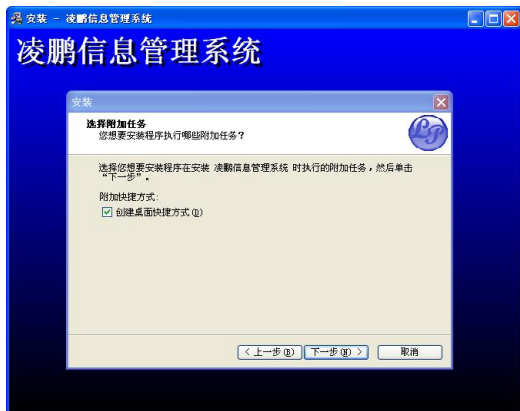 安装 - 凌鹏信息管理系统
凌鹏信息管理系统
安装
选择附加任务
您想要安装程序执行哪些附加任务？
LP
选择您想要安装程序在安装 凌鹏信息管理系统 时执行的附加任务，然后单击
“下一步”。
附加快捷方式:
创建桌面快捷方式(D)
< 上一步(B)
下一步(N) >
取消